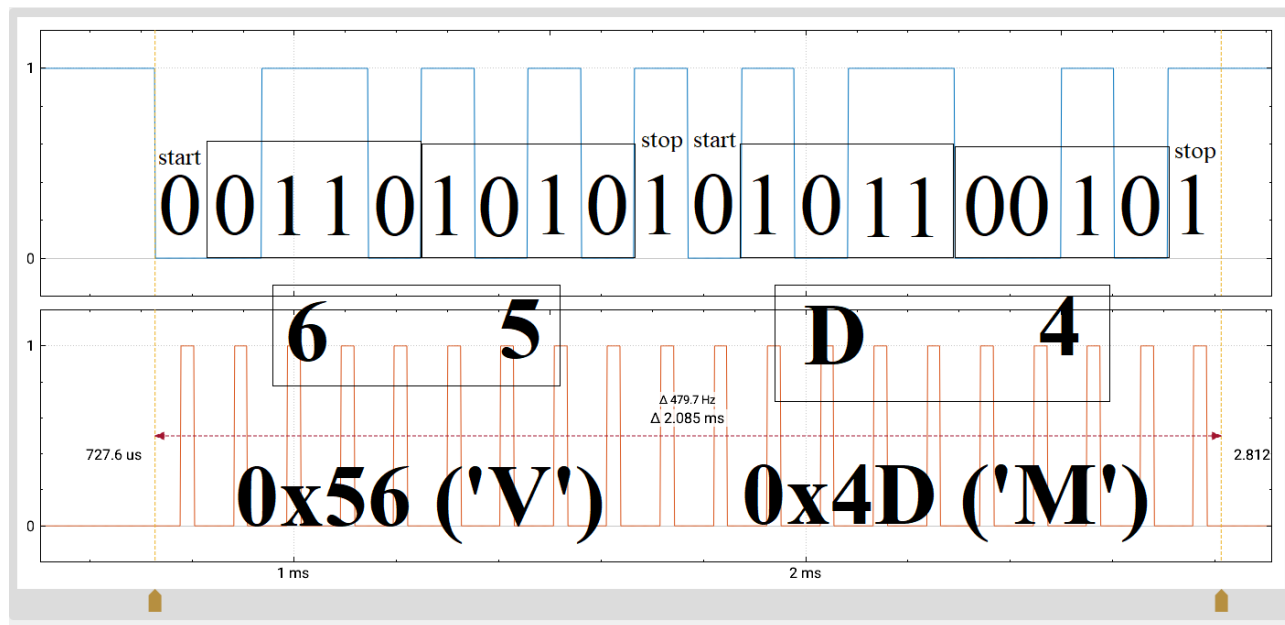 1
start
stop
start
stop
0 0 1 1 0 1 0 1 0 1 0 1 0 1 1 0 0 1 0 1
0
6 5
D 4
1
Δ 479.7 Hz
Δ 2.085 ms
727.6 us
2.812
0x56 ('V')
0x4D ('M')
0
1 ms
2 ms